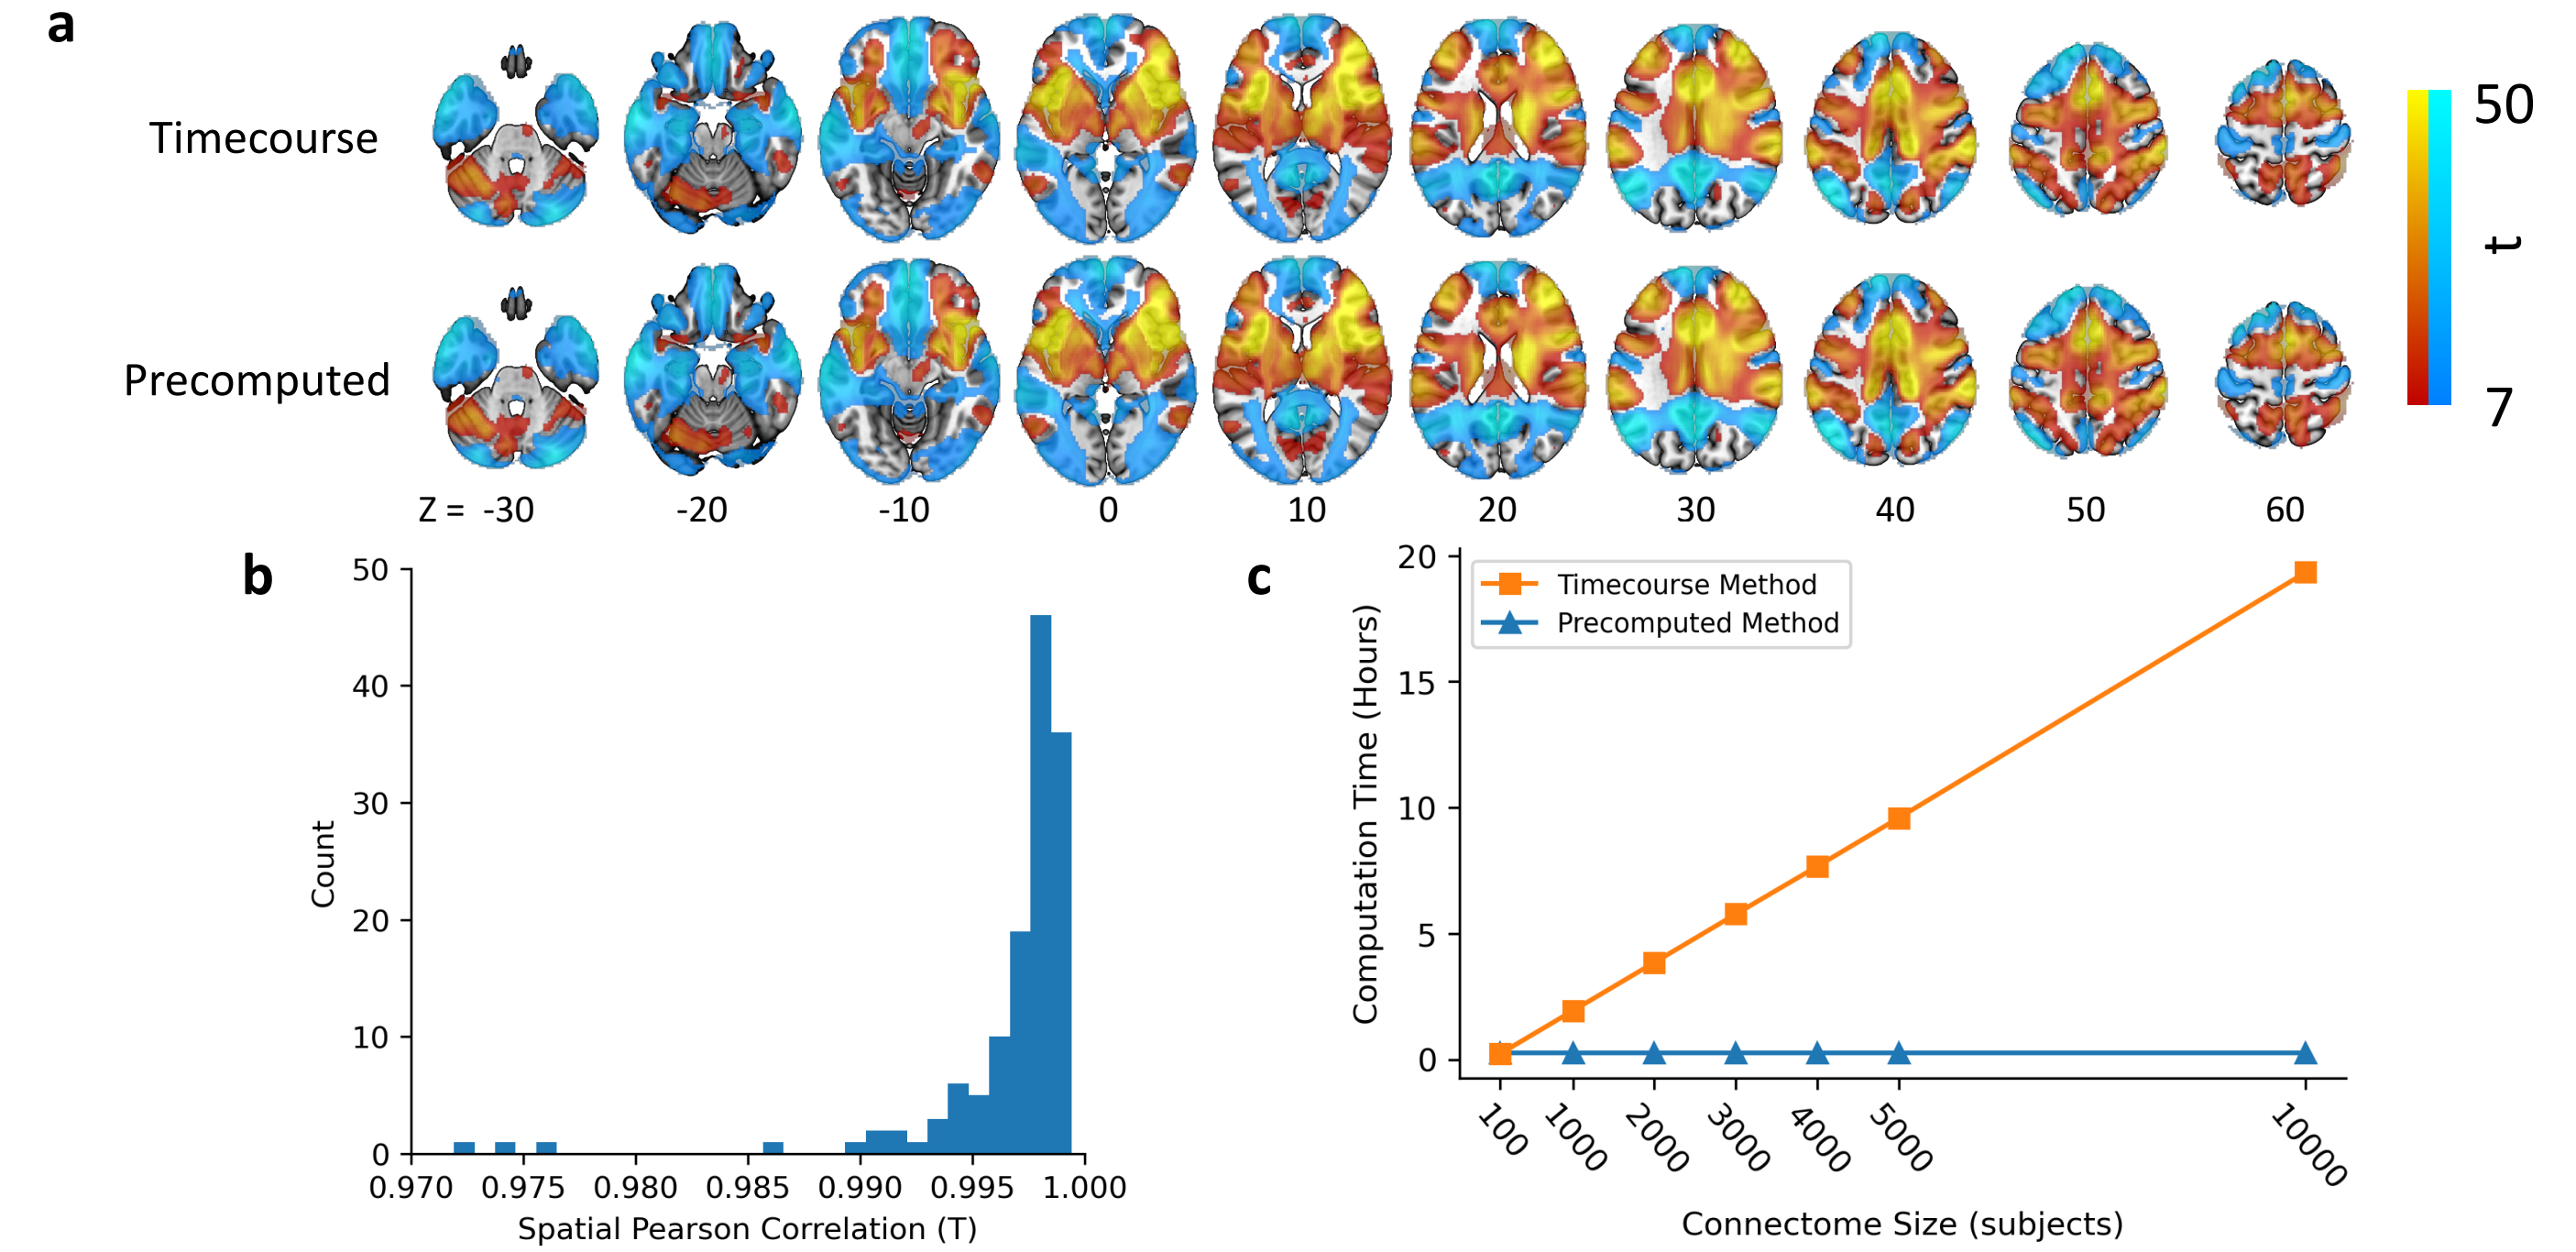 a
Timecourse
Precomputed
50
t
7
Z = -30 -20 -10 0 10 20 30 40 50 60
b
50
40
30
20
10
0
Count
0.970 0.975 0.980 0.985 0.990 0.995 1.000
Spatial Pearson Correlation (T)
c
Timecourse Method
Precomputed Method
20
15
10
5
0
Computation Time (Hours)
100 1000 2000 3000 4000 5000 10000
Connectome Size (subjects)